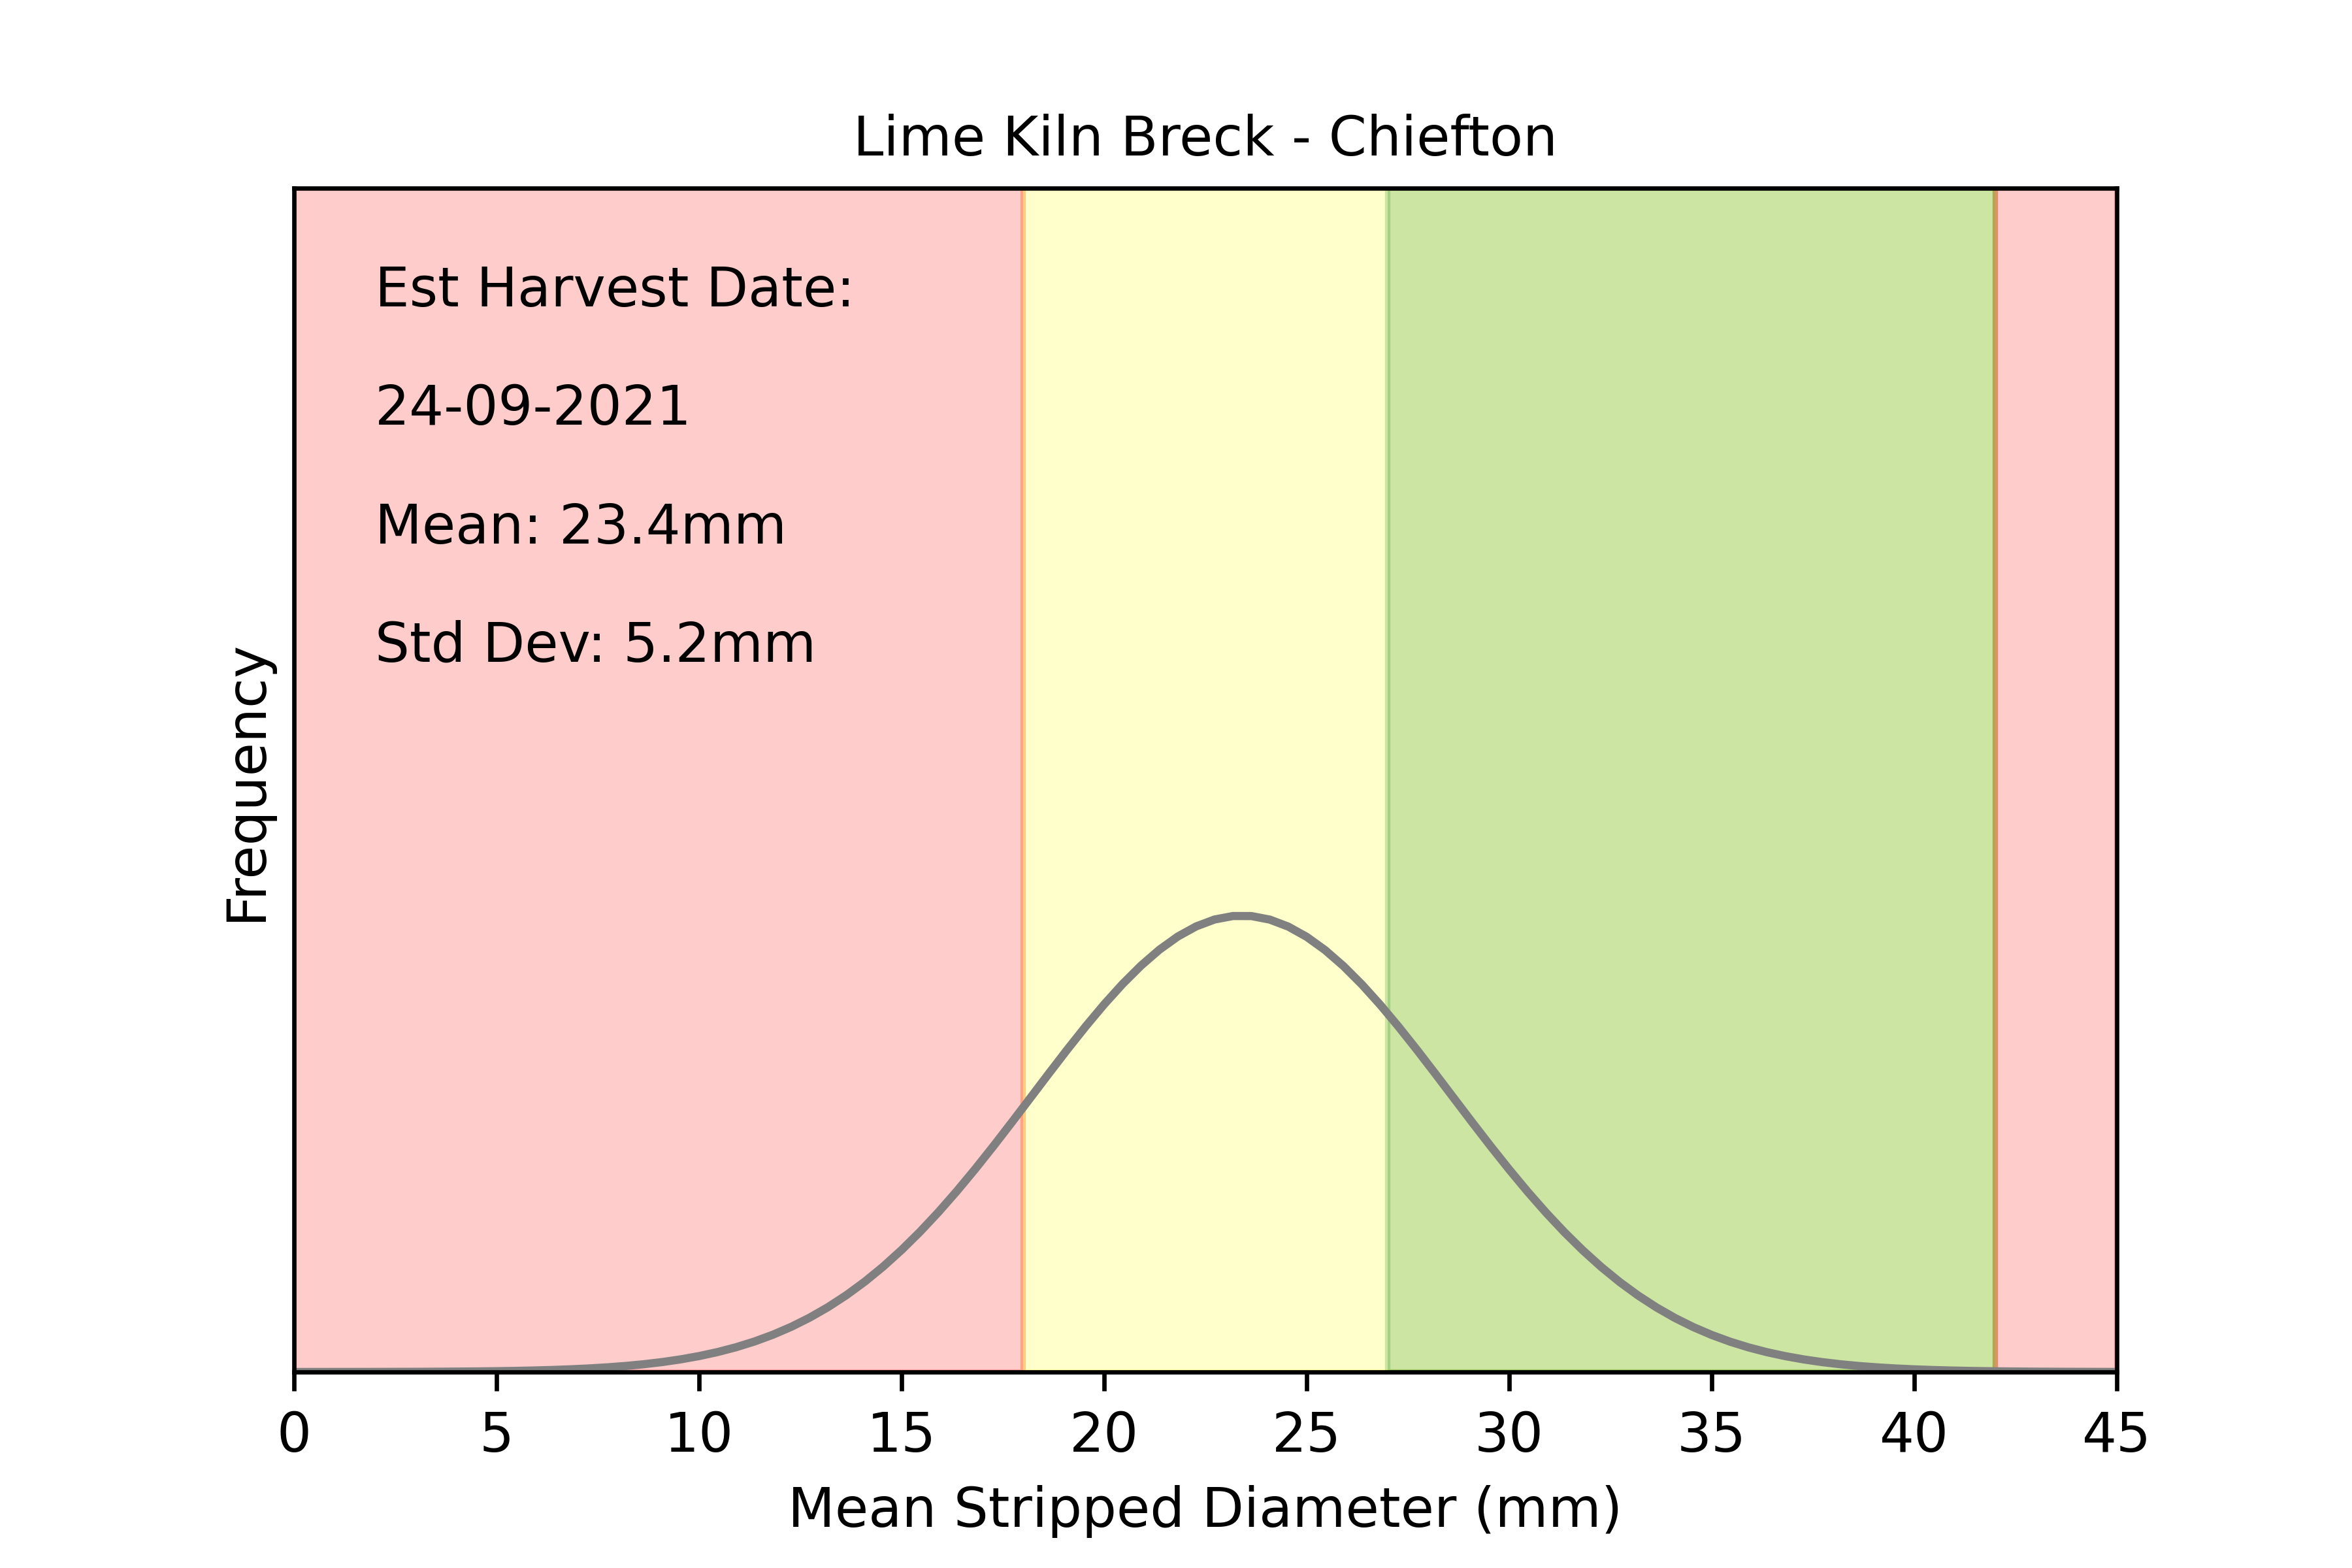 Lime Kiln Breck - Chiefton
Est Harvest Date:
24-09-2021
Mean: 23.4mm
Std Dev: 5.2mm
Frequency
0 5 10 15 20 25 30 35 40 45
Mean Stripped Diameter (mm)